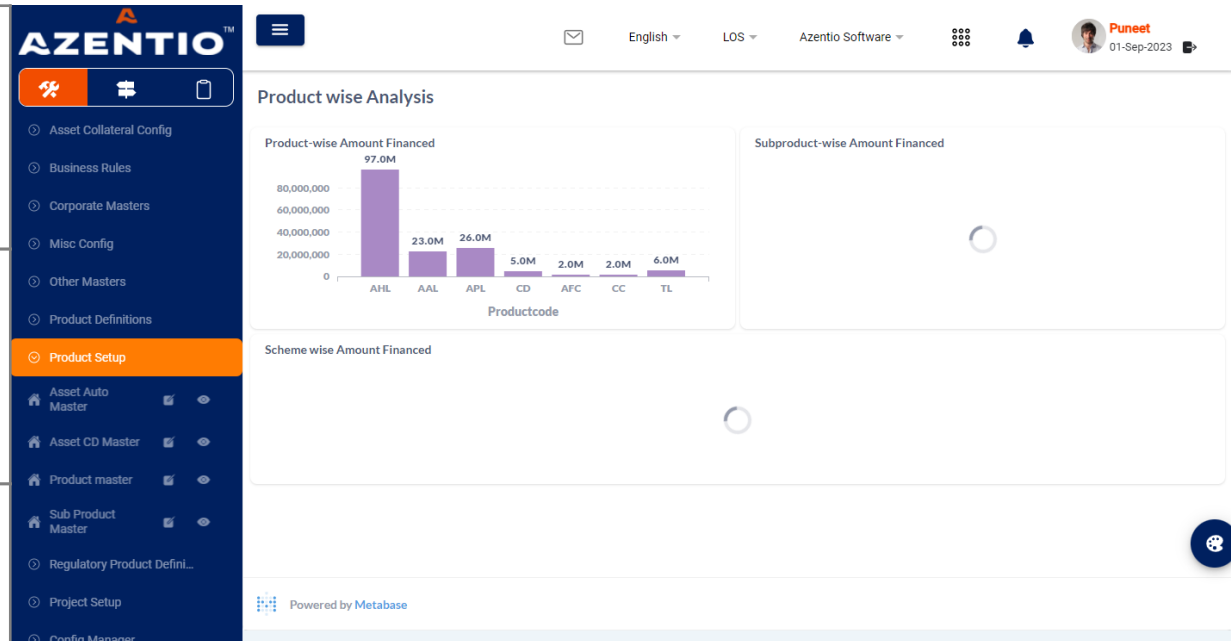 AZENTIO™
English
LOS
Azentio Software
Puneet
01-Sep-2023
Asset Collateral Config
Business Rules
Corporate Masters
Misc Config
Other Masters
Product Definitions
Product Setup
Asset Auto
Master
Asset CD Master
Product master
Sub Product
Master
Regulatory Product Defini...
Project Setup
Config Manager
Product wise Analysis
Product-wise Amount Financed
97.0M
80,000,000
60,000,000
40,000,000
20,000,000
0
23.0M
26.0M
5.0M
2.0M
2.0M
6.0M
AHL
AAL
APL
CD
AFC
CC
TL
Productcode
Subproduct-wise Amount Financed
Scheme wise Amount Financed
Powered by Metabase